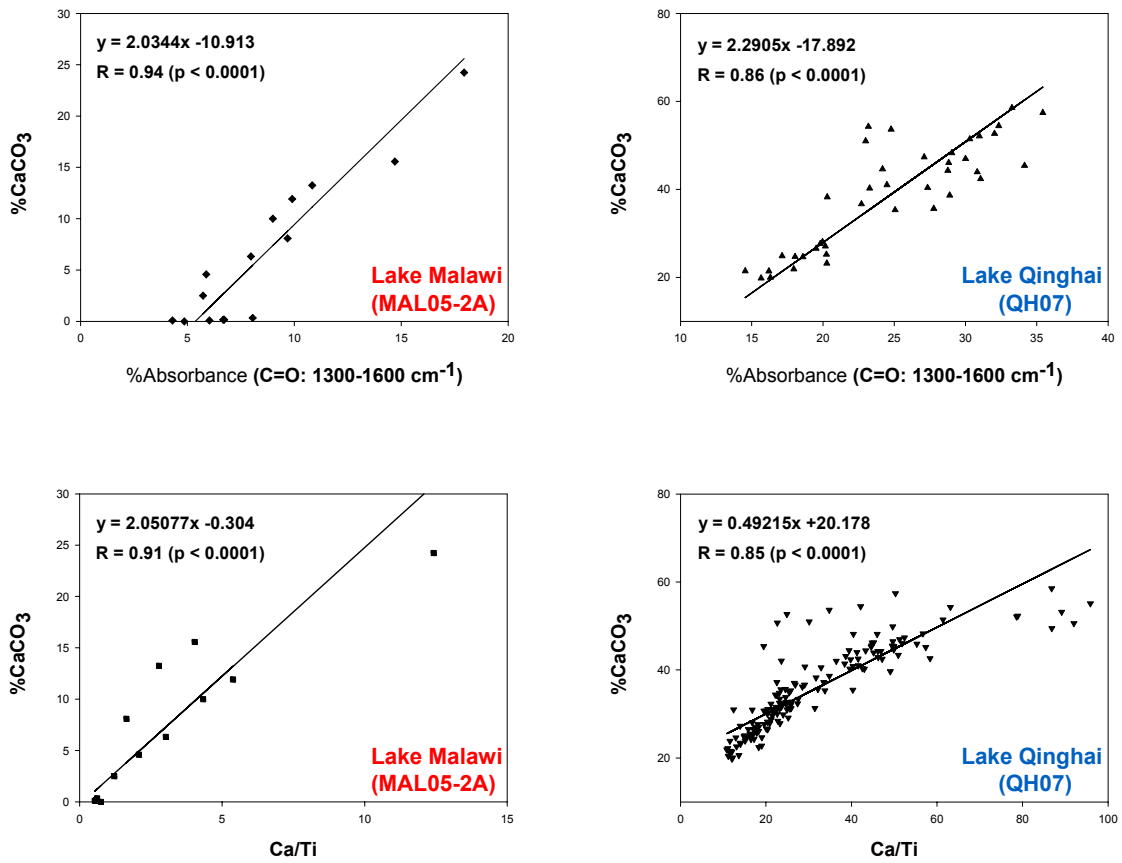 30
25
20
15
10
5
0
0
5
10
15
20
%CaCO3
y = 2.0344x -10.913
R = 0.94 (p < 0.0001)
Lake Malawi
(MAL05-2A)
%Absorbance (C=O: 1300-1600 cm-1)
80
60
40
20
10
15
20
25
30
35
40
%CaCO3
y = 2.2905x -17.892
R = 0.86 (p < 0.0001)
Lake Qinghai
(QH07)
%Absorbance (C=O: 1300-1600 cm-1)
30
25
20
15
10
5
0
0
5
10
15
%CaCO3
y = 2.05077x -0.304
R = 0.91 (p < 0.0001)
Lake Malawi
(MAL05-2A)
Ca/Ti
80
60
40
20
0
20
40
60
80
100
%CaCO3
y = 0.49215x +20.178
R = 0.85 (p < 0.0001)
Lake Qinghai
(QH07)
Ca/Ti